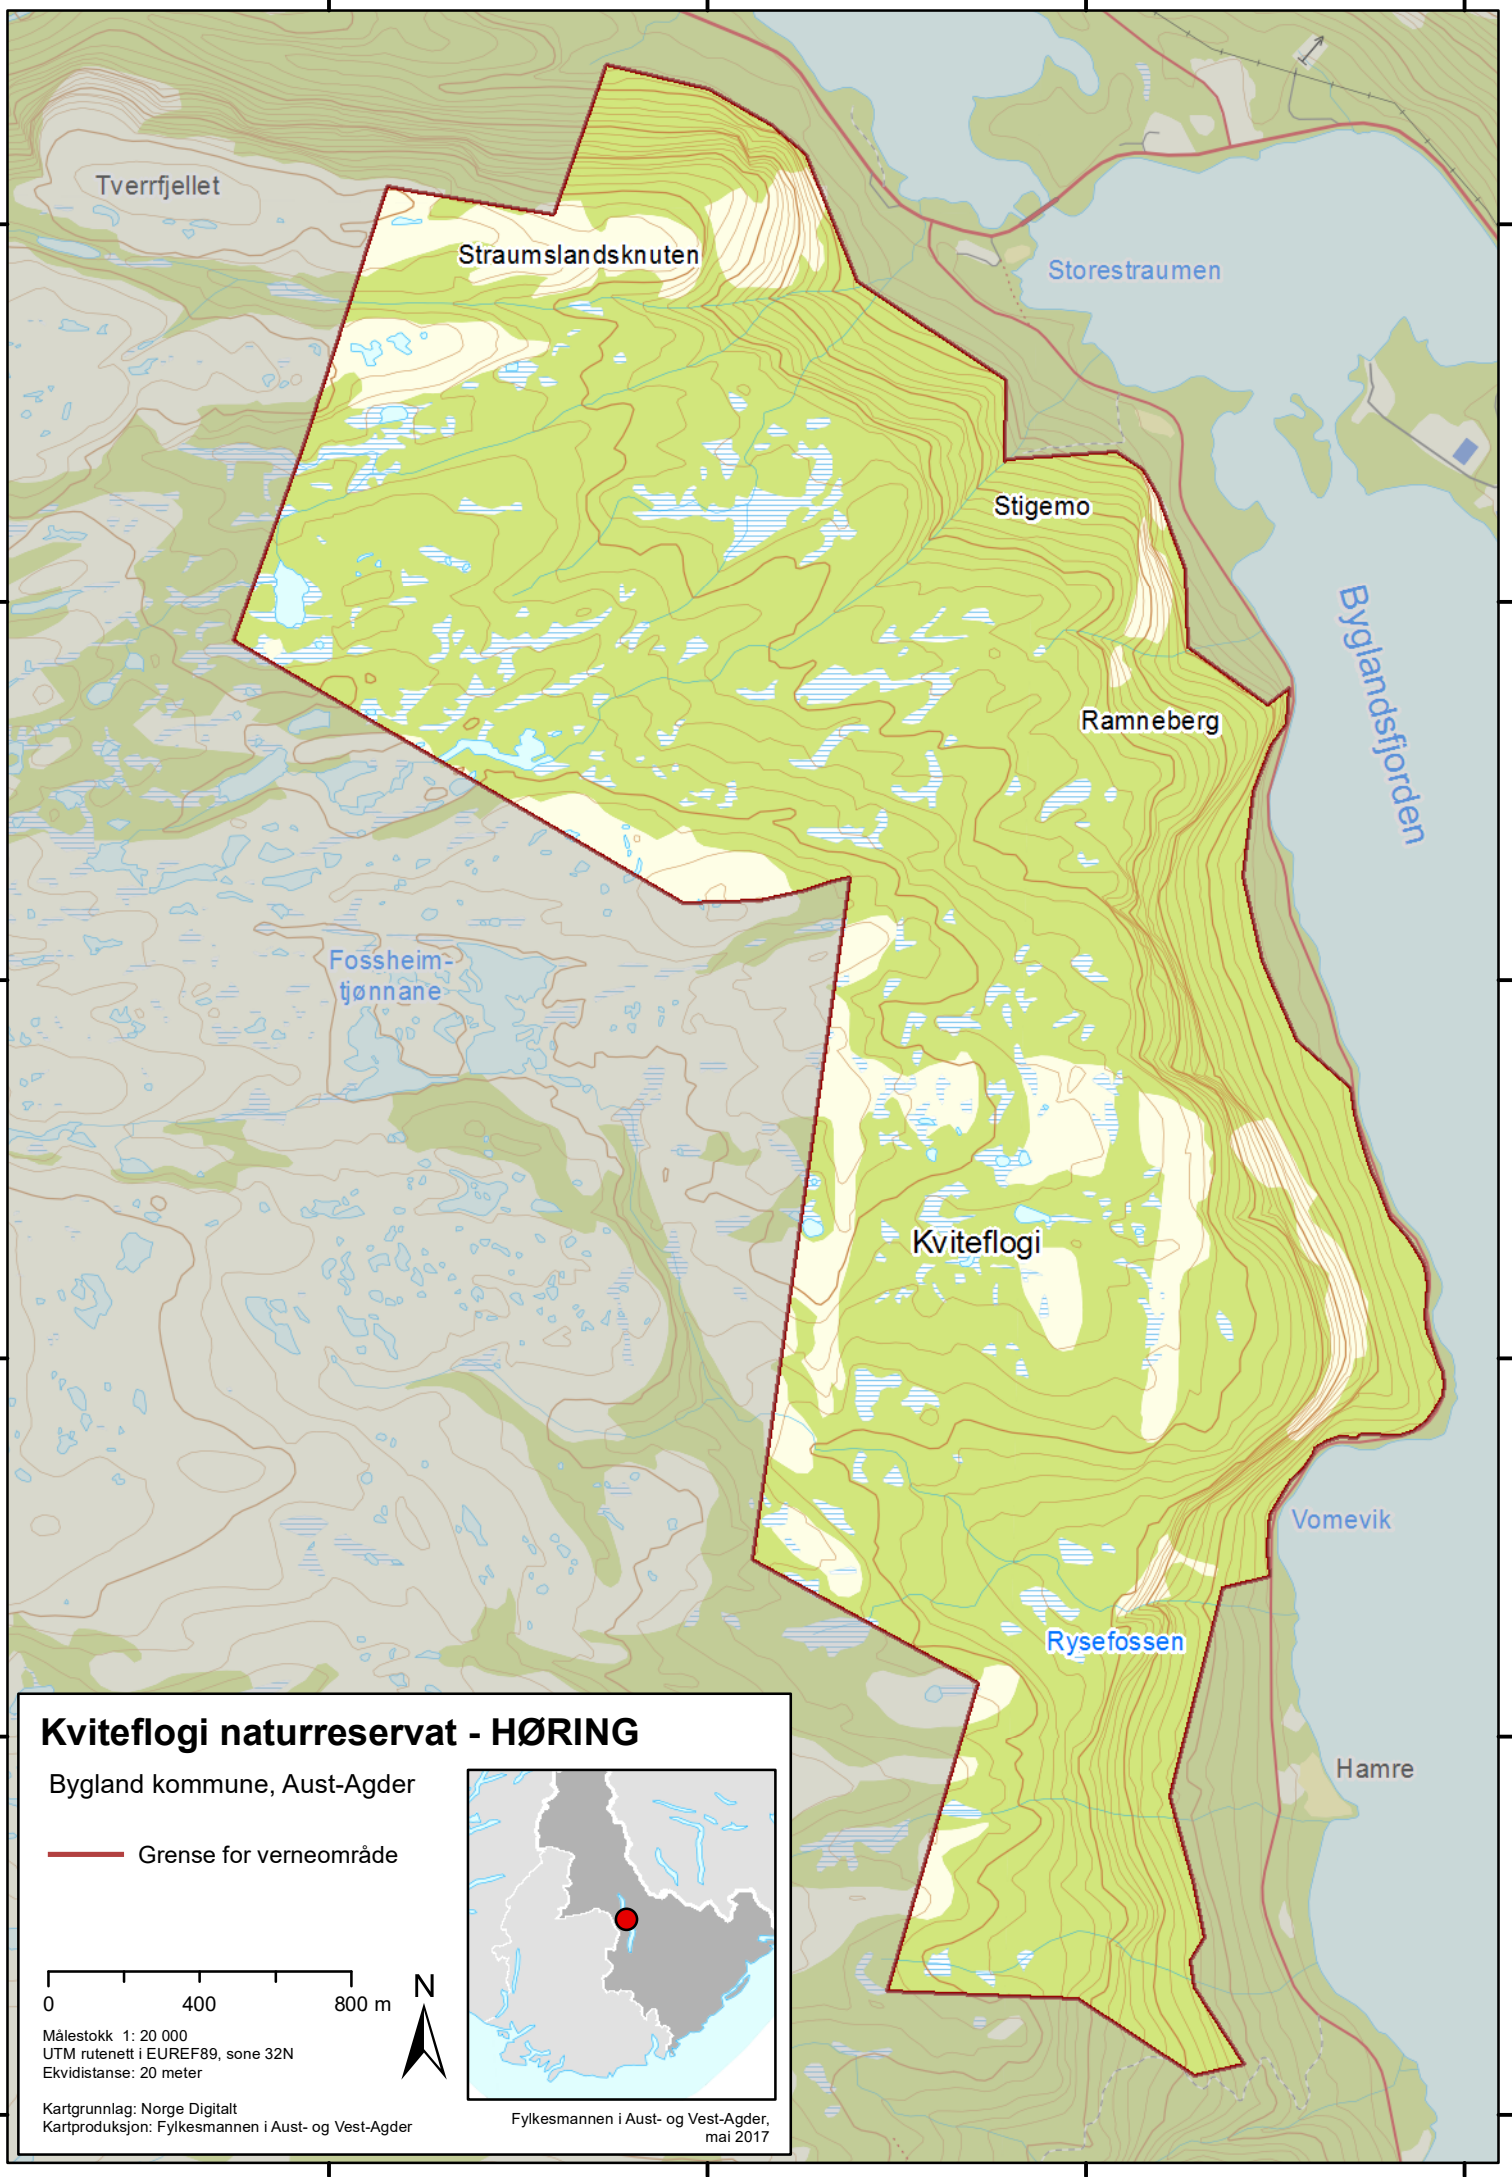 Tverrfjellet
Straumslandsknuten
Storestraumen
Stigemo
Byglandsfjorden
Ramneberg
Fossheim-
tjønnane
Kviteflogi
Vomevik
Rysefossen
Hamre
Kviteflogi naturreservat - HØRING
Bygland kommune, Aust-Agder
Grense for verneområde
0 400 800 m
N
Målestokk 1: 20 000
UTM rutenett i EUREF89, sone 32N
Ekvidistanse: 20 meter
Kartgrunnlag: Norge Digitalt
Kartproduksjon: Fylkesmannen i Aust- og Vest-Agder
Fylkesmannen i Aust- og Vest-Agder,
mai 2017